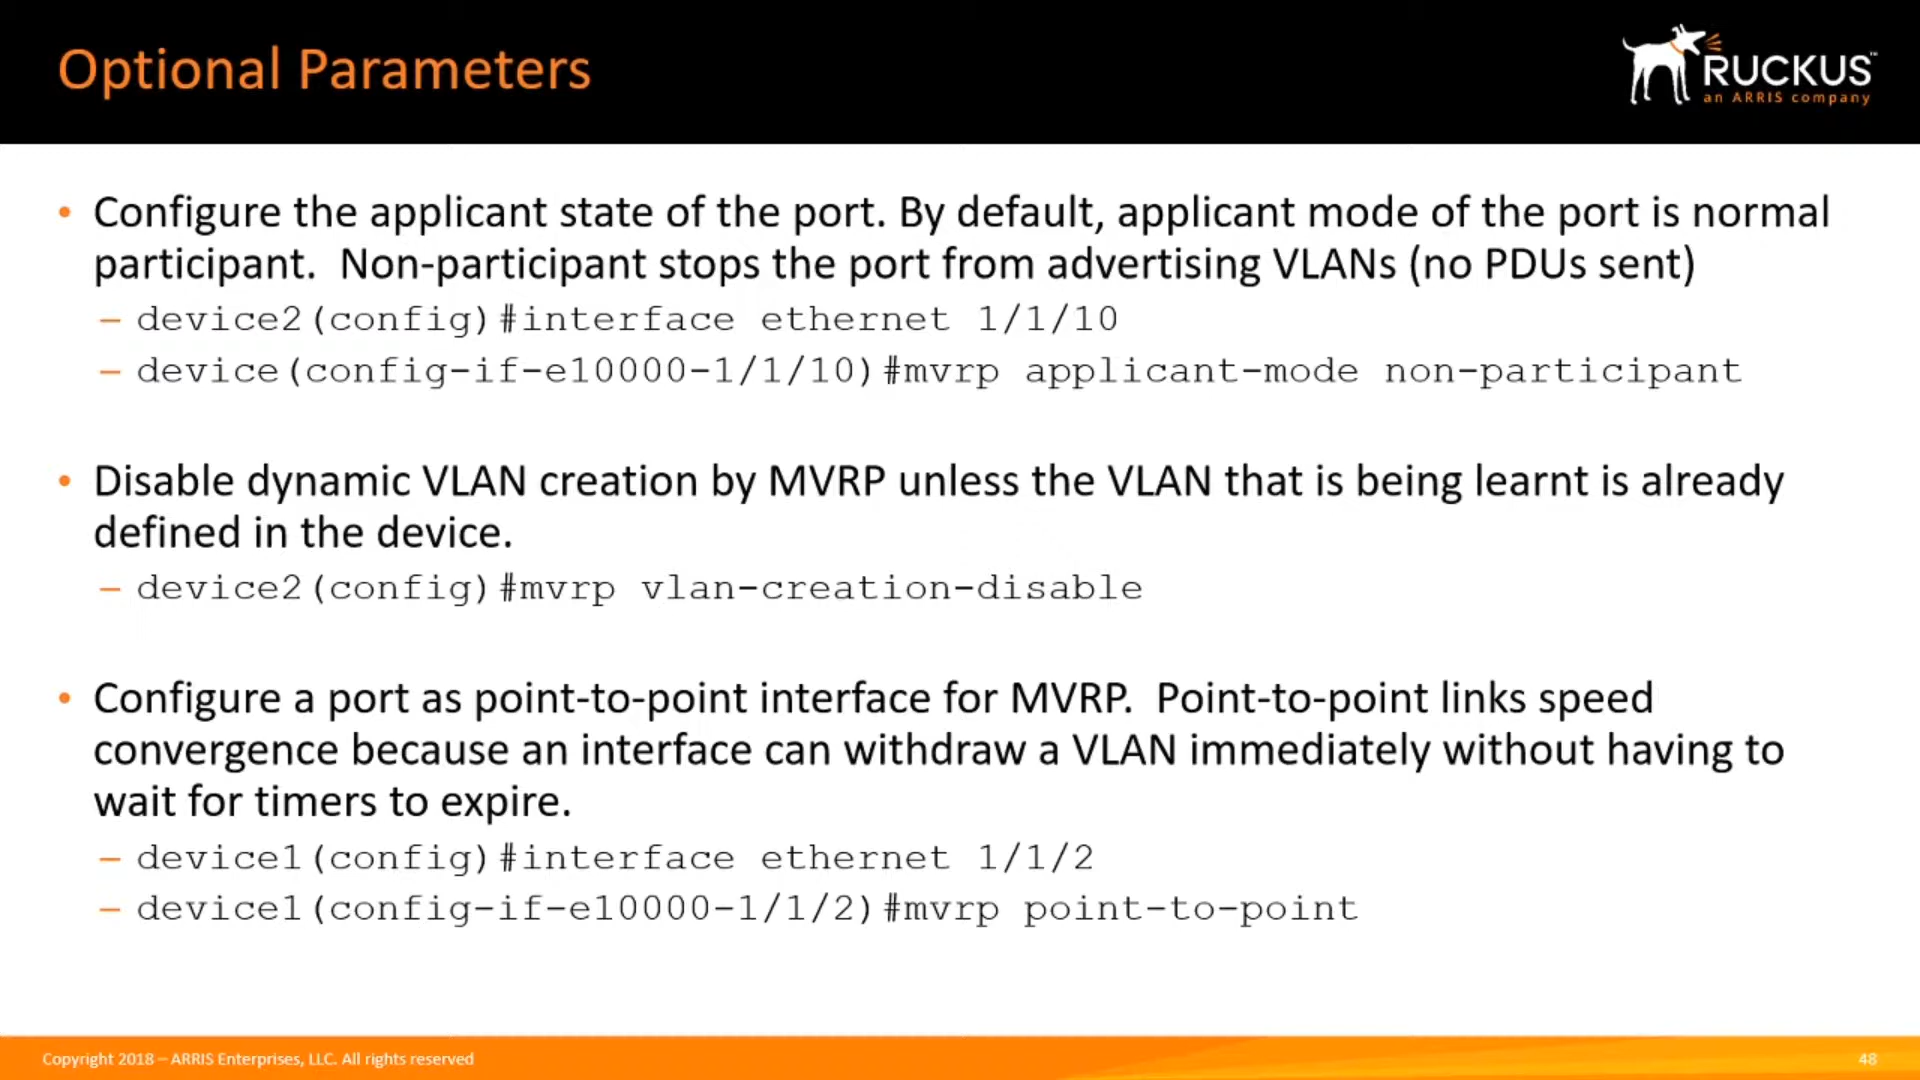 Optional Parameters
RUCKUS™
an ARRIS company
• Configure the applicant state of the port. By default, applicant mode of the port is normal
participant.  Non-participant stops the port from advertising VLANs (no PDUs sent)
– device2(config)#interface ethernet 1/1/10
– device(config-if-e10000-1/1/10)#mvrp applicant-mode non-participant
• Disable dynamic VLAN creation by MVRP unless the VLAN that is being learnt is already
defined in the device.
– device2(config)#mvrp vlan-creation-disable
• Configure a port as point-to-point interface for MVRP.  Point-to-point links speed
convergence because an interface can withdraw a VLAN immediately without having to
wait for timers to expire.
– device1(config)#interface ethernet 1/1/2
– device1(config-if-e10000-1/1/2)#mvrp point-to-point
Copyright 2018 – ARRIS Enterprises, LLC. All rights reserved
48